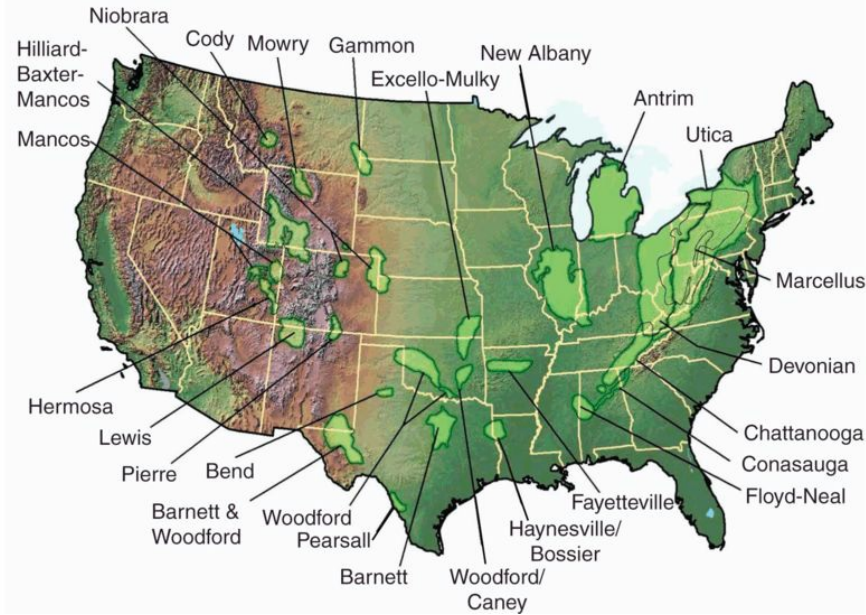 Niobrara
Cody
Mowry
Gammon
New Albany
Hilliard-
Baxter-
Mancos
Excello-Mulky
Antrim
Mancos
Utica
Marcellus
Devonian
Hermosa
Lewis
Pierre
Bend
Chattanooga
Conasauga
Floyd-Neal
Barnett &
Woodford
Woodford
Pearsall
Fayetteville
Haynesville/
Bossier
Barnett
Woodford/
Caney